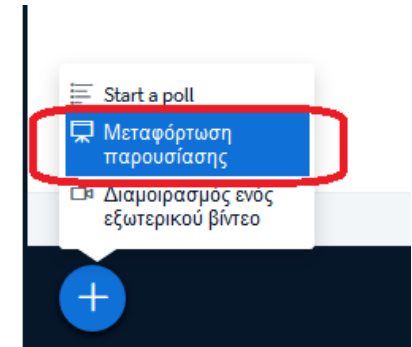 Start a poll
Μεταφόρτωση
παρουσίασης
Διαμοιρασμός ενός
εξωτερικού βίντεο